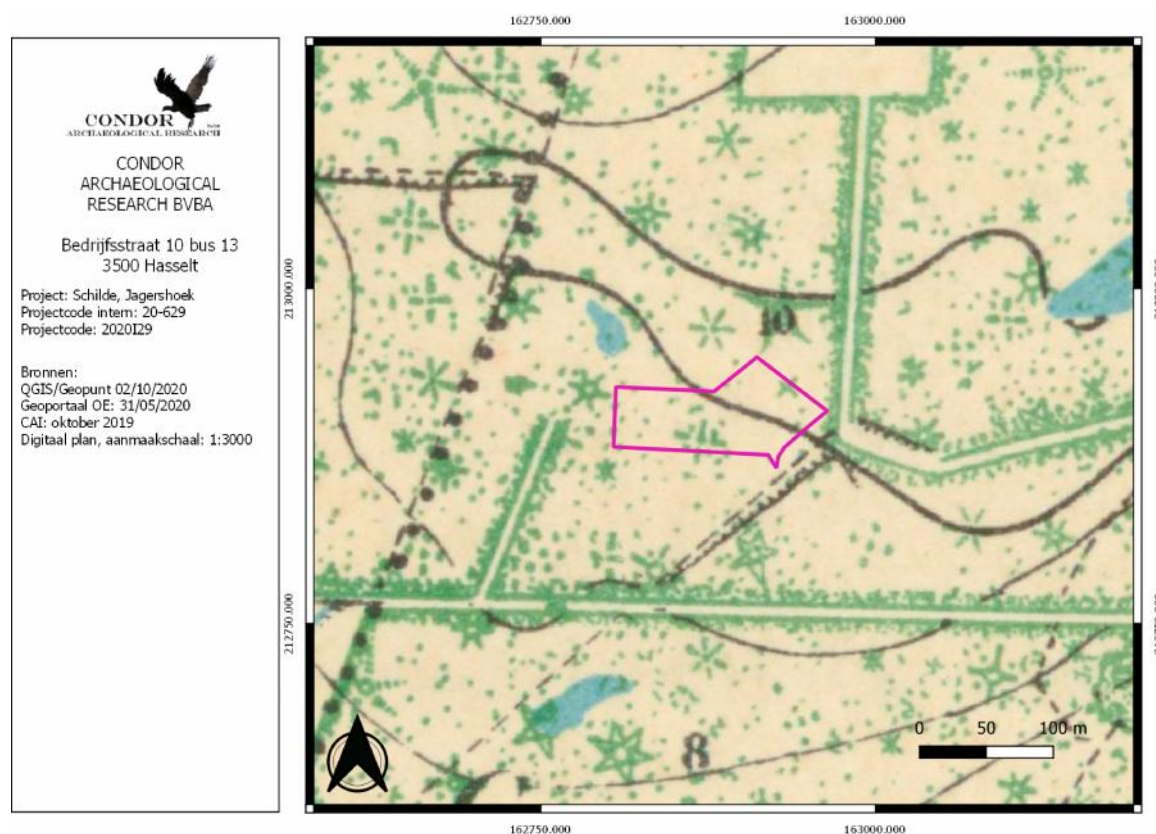 CONDOR
ARCHAEOLOGICAL RESEARCH
CONDOR
ARCHAEOLOGICAL
RESEARCH BVBA
Bedrijfsstraat 10 bus 13
3500 Hasselt
Project: Schilde, Jagershoek
Projectcode intern: 20-629
Projectcode: 2020I29
Bronnen:
QGIS/Geopunt 02/10/2020
Geoportaal OE: 31/05/2020
CAI: oktober 2019
Digitaal plan, aanmaakschaal: 1:3000
162750.000
163000.000
213000.000
212750.000
10
8
0 50 100 m
162750.000
163000.000